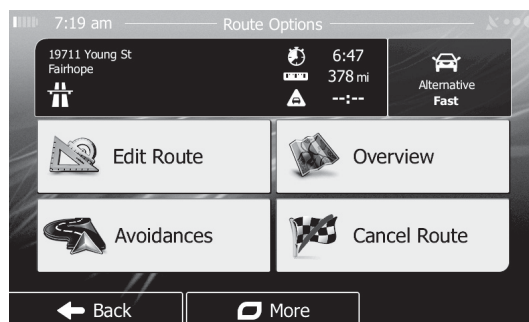 7:19 am Route Options
19711 Young St
Fairhope
6:47
378 mi
--:--
Alternative
Fast
Edit Route
Overview
Avoidances
Cancel Route
Back
More